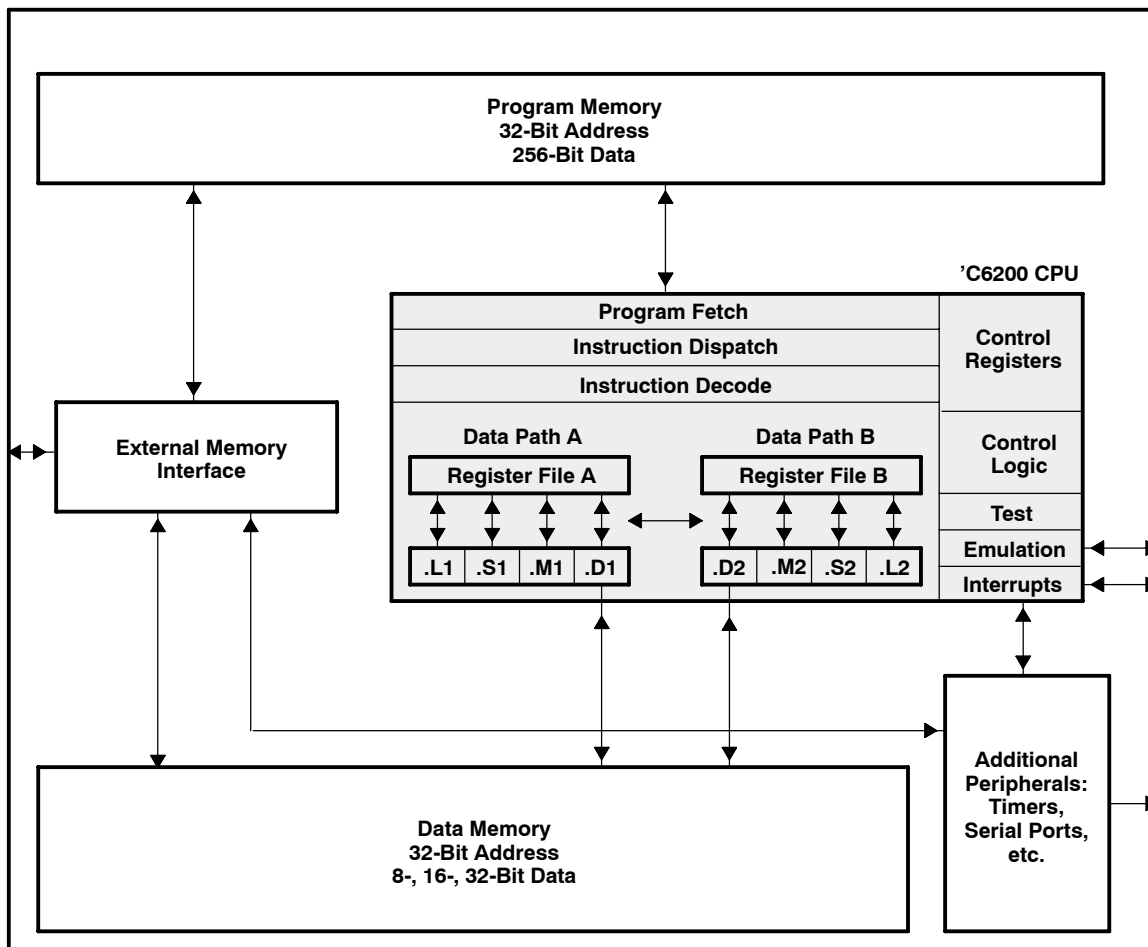 Program Memory
32-Bit Address
256-Bit Data
’C6200 CPU
Program Fetch
Instruction Dispatch
Instruction Decode
Control
Registers
Data Path A
Data Path B
Register File A
Register File B
.L1 .S1 .M1 .D1
.D2 .M2 .S2 .L2
Control
Logic
Test
Emulation
Interrupts
External Memory
Interface
Additional
Peripherals:
Timers,
Serial Ports,
etc.
Data Memory
32-Bit Address
8-, 16-, 32-Bit Data